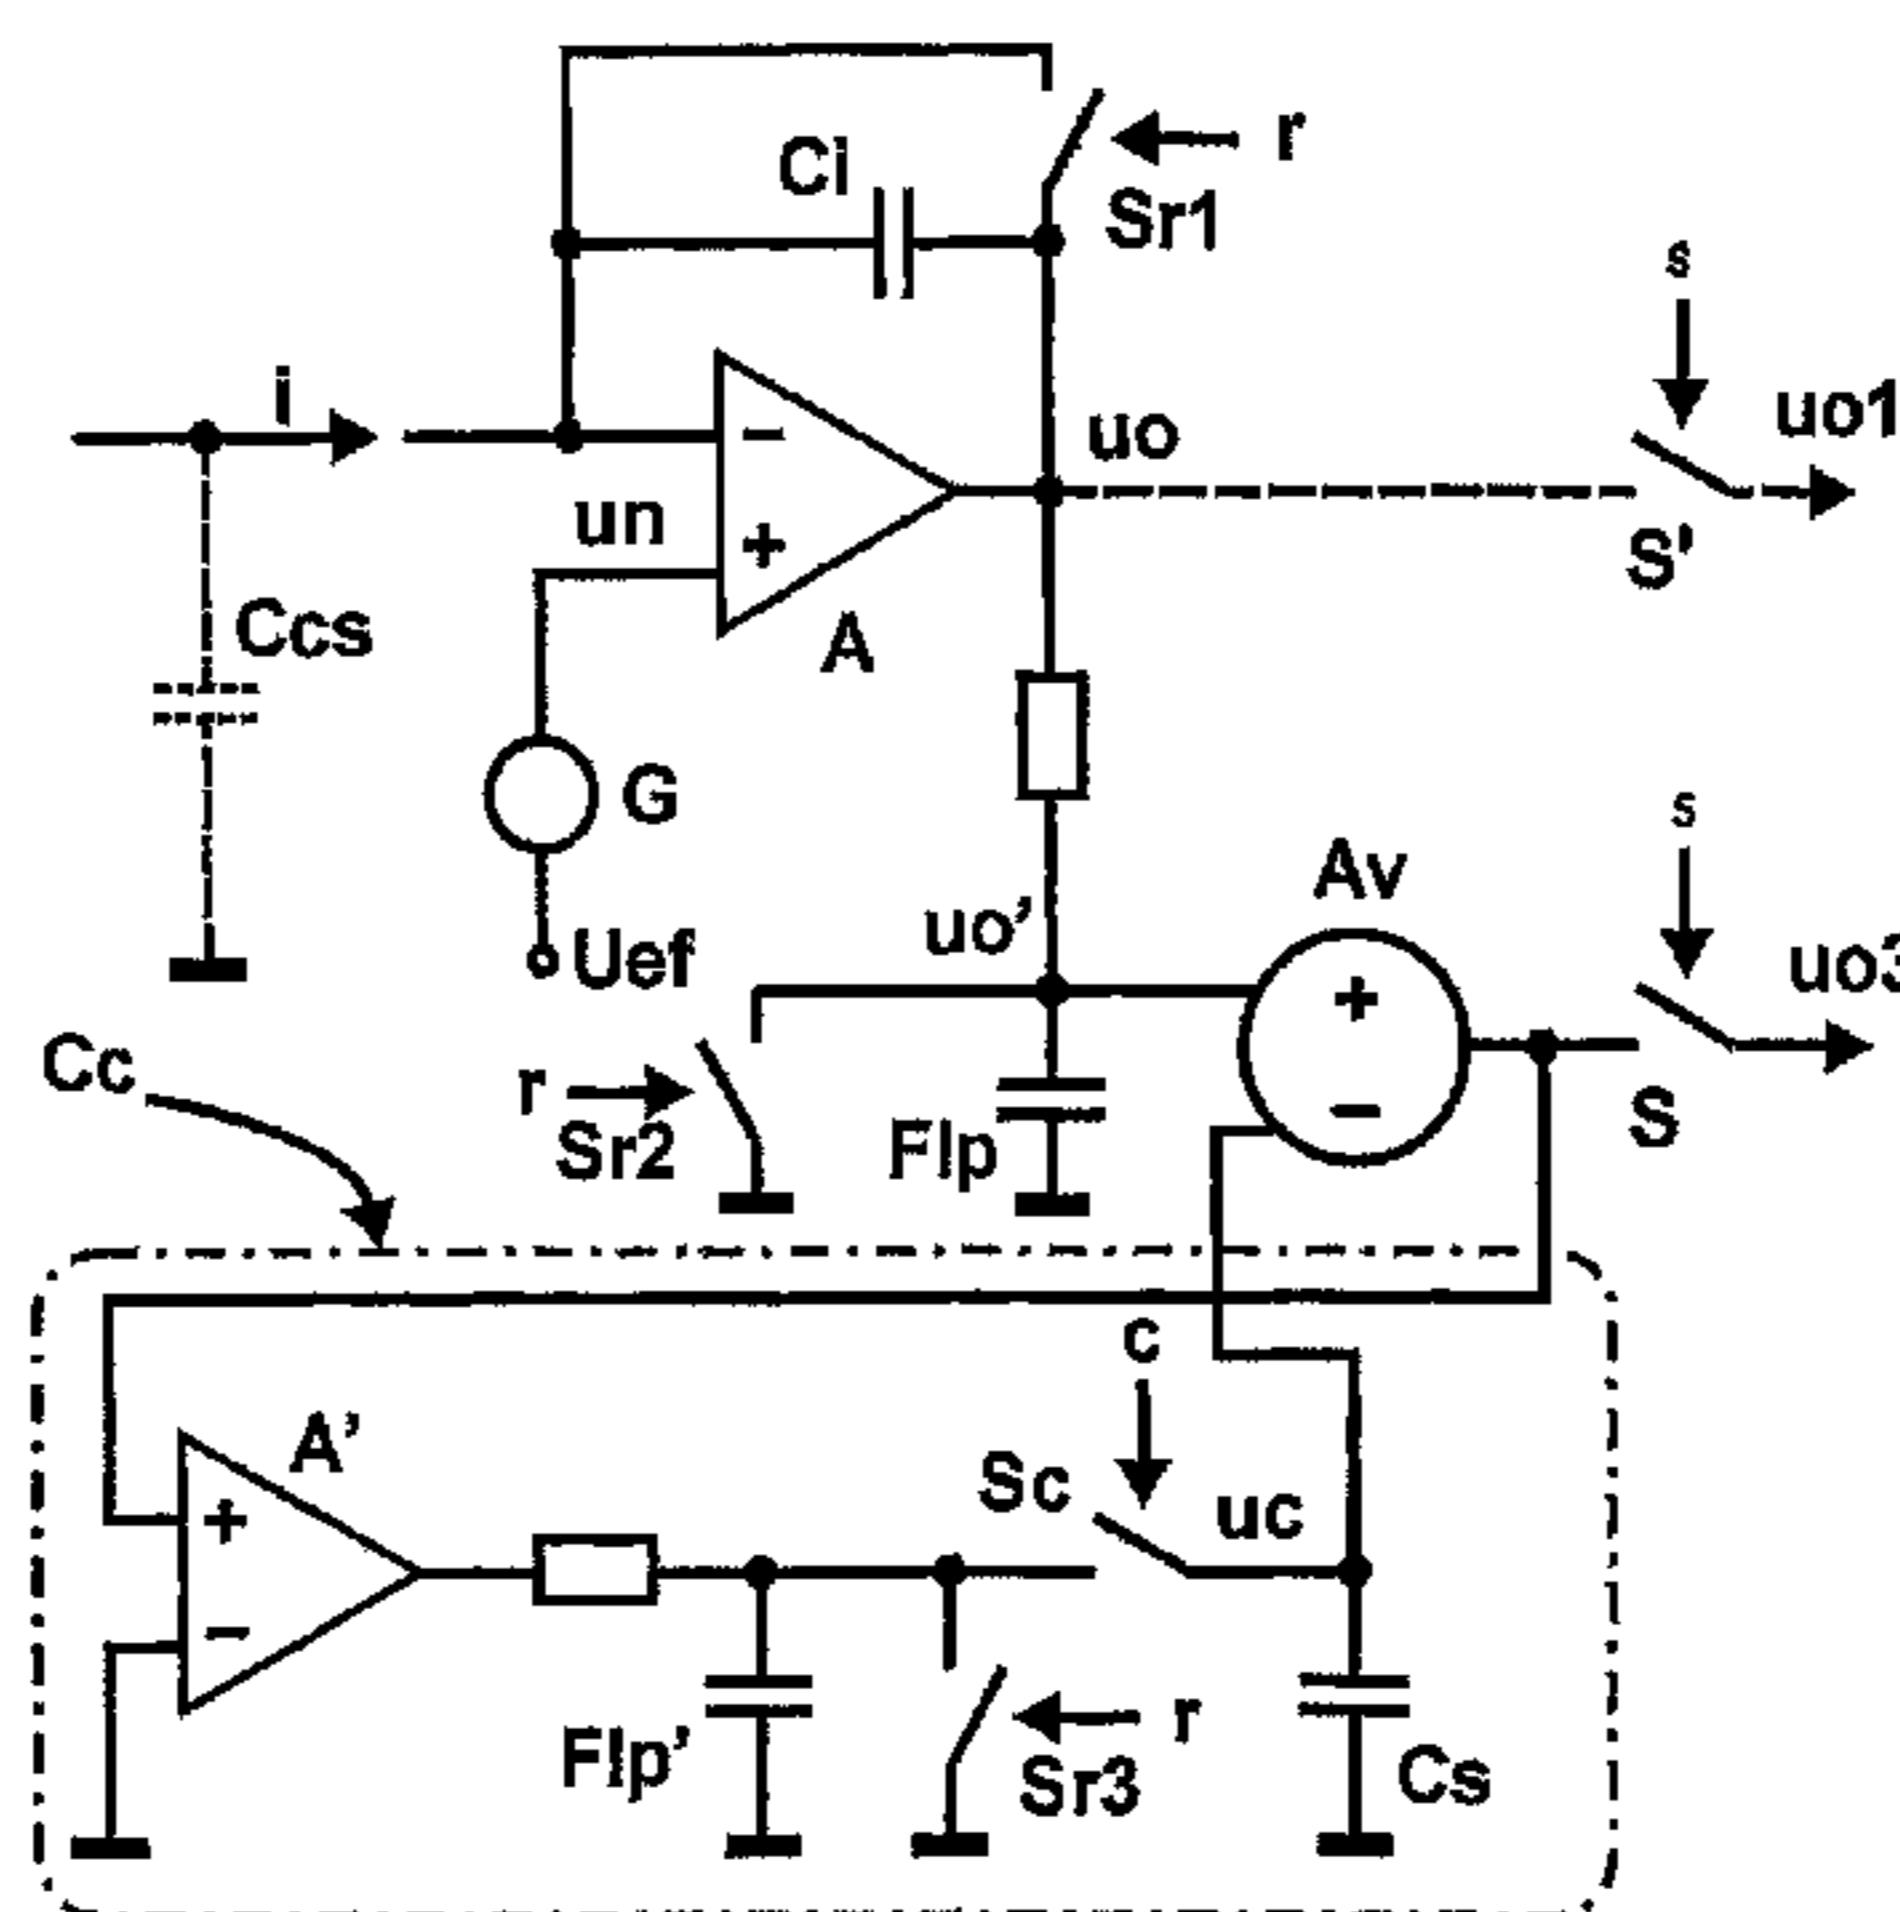 r
Ci
Sr1
s
i
uo
uo1
un
S'
Ccs
A
G
s
Av
uo’
Uef
uo3
Cc
r
Sr2
Flp
S
c
A’
Sc
uc
+
-
+
-
+
-
Flp’
r
Sr3
Cs